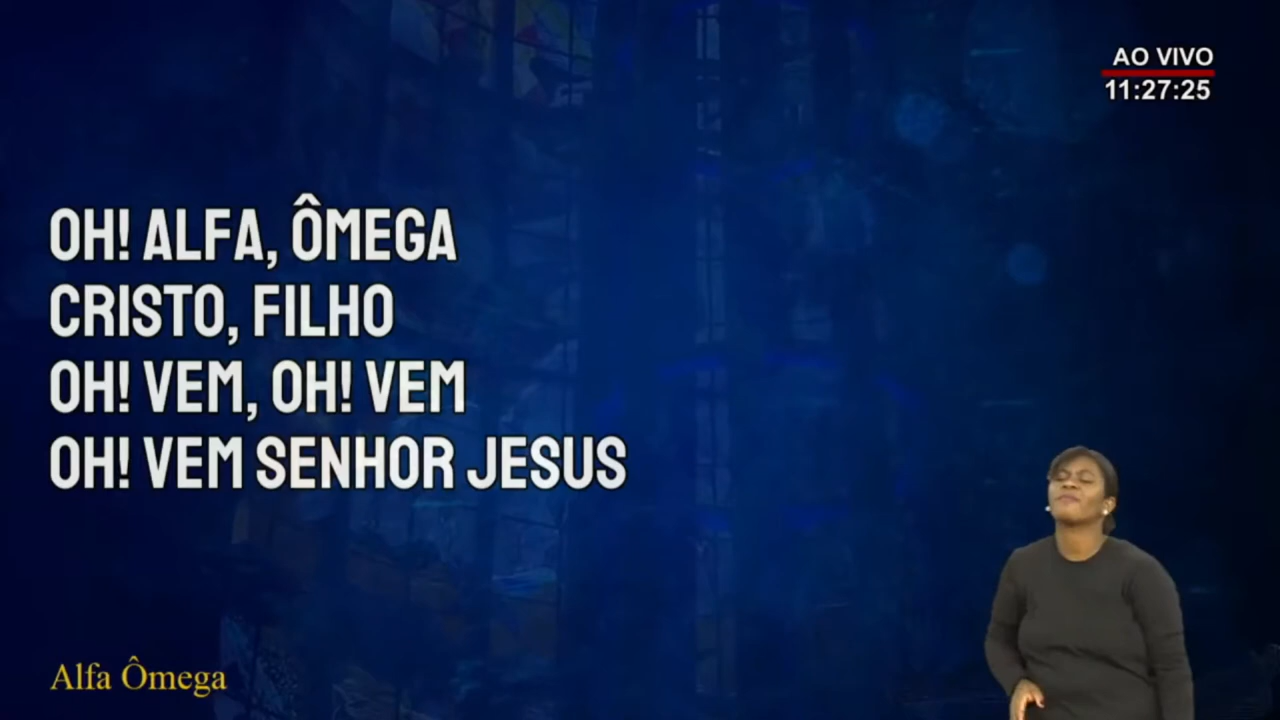 AO VIVO
11:27:25
OH! ALFA, ÔMEGA
CRISTO, FILHO
OH! VEM, OH! VEM
OH! VEM SENHOR JESUS
Alfa Ômega